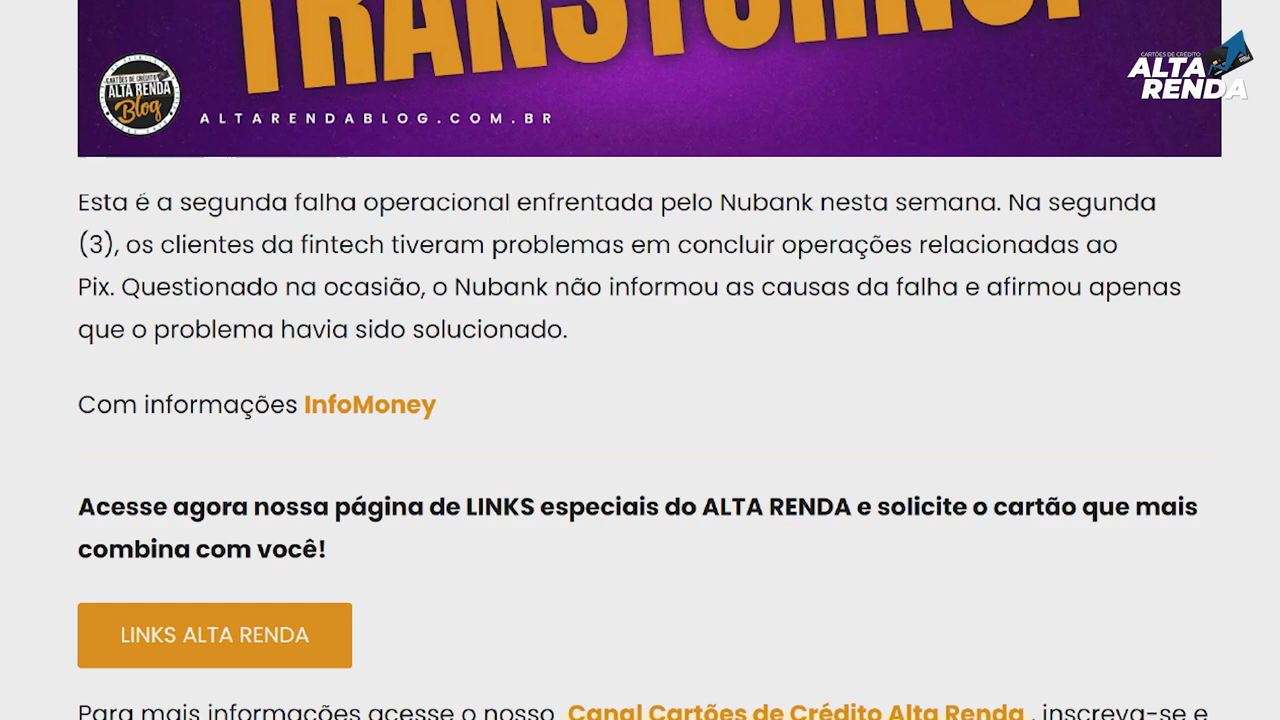 TRANSTORNO!
CARTÕES DE CRÉDITO
ALTA RENDA
Blog
ALTARENDABLOG.COM.BR
CARTÕES DE CRÉDITO
ALTA
RENDA
Esta é a segunda falha operacional enfrentada pelo Nubank nesta semana. Na segunda
(3), os clientes da fintech tiveram problemas em concluir operações relacionadas ao
Pix. Questionado na ocasião, o Nubank não informou as causas da falha e afirmou apenas
que o problema havia sido solucionado.
Com informações InfoMoney
Acesse agora nossa página de LINKS especiais do ALTA RENDA e solicite o cartão que mais
combina com você!
LINKS ALTA RENDA
Para mais informações acesse o nosso Canal Cartões de Crédito Alta Renda , inscreva-se e